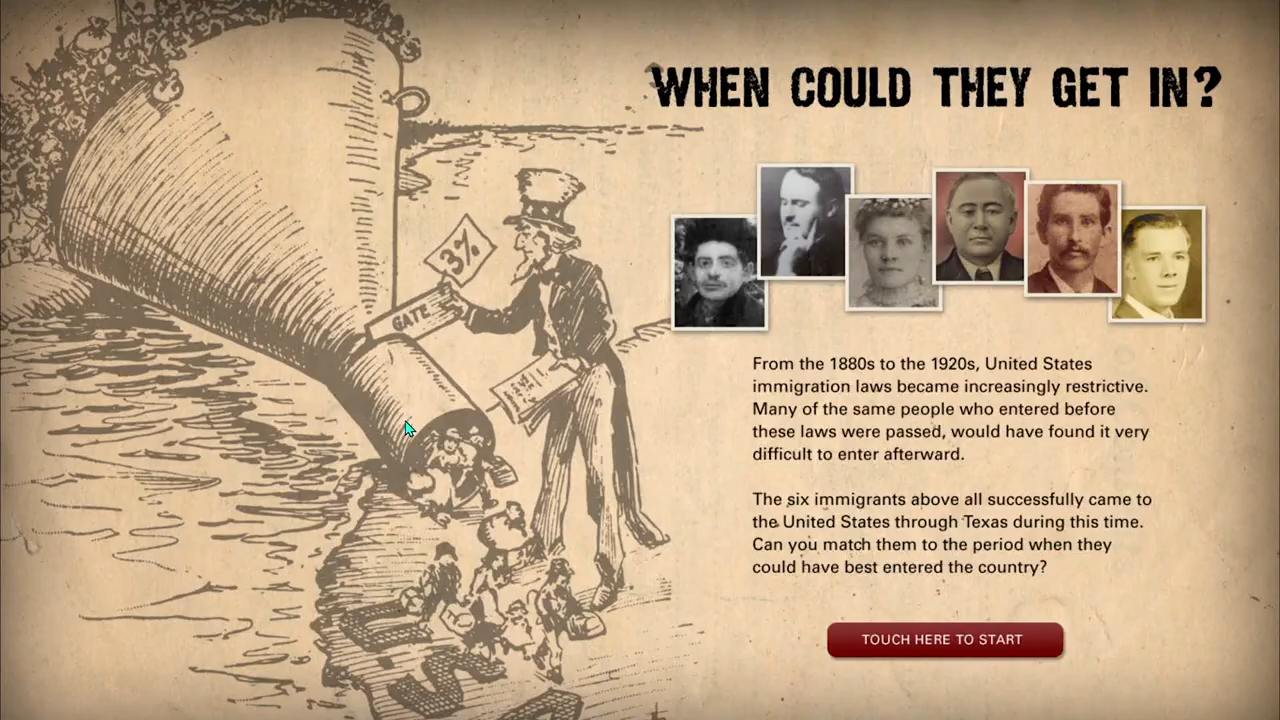 WHEN COULD THEY GET IN?
3%
GATE
From the 1880s to the 1920s, United States
immigration laws became increasingly restrictive.
Many of the same people who entered before
these laws were passed, would have found it very
difficult to enter afterward.
The six immigrants above all successfully came to
the United States through Texas during this time.
Can you match them to the period when they
could have best entered the country?
TOUCH HERE TO START